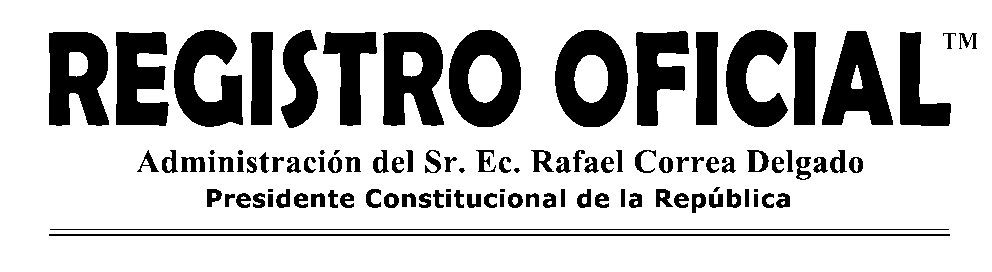 REGISTRO OFICIAL™
Administración del Sr. Ec. Rafael Correa Delgado
Presidente Constitucional de la República